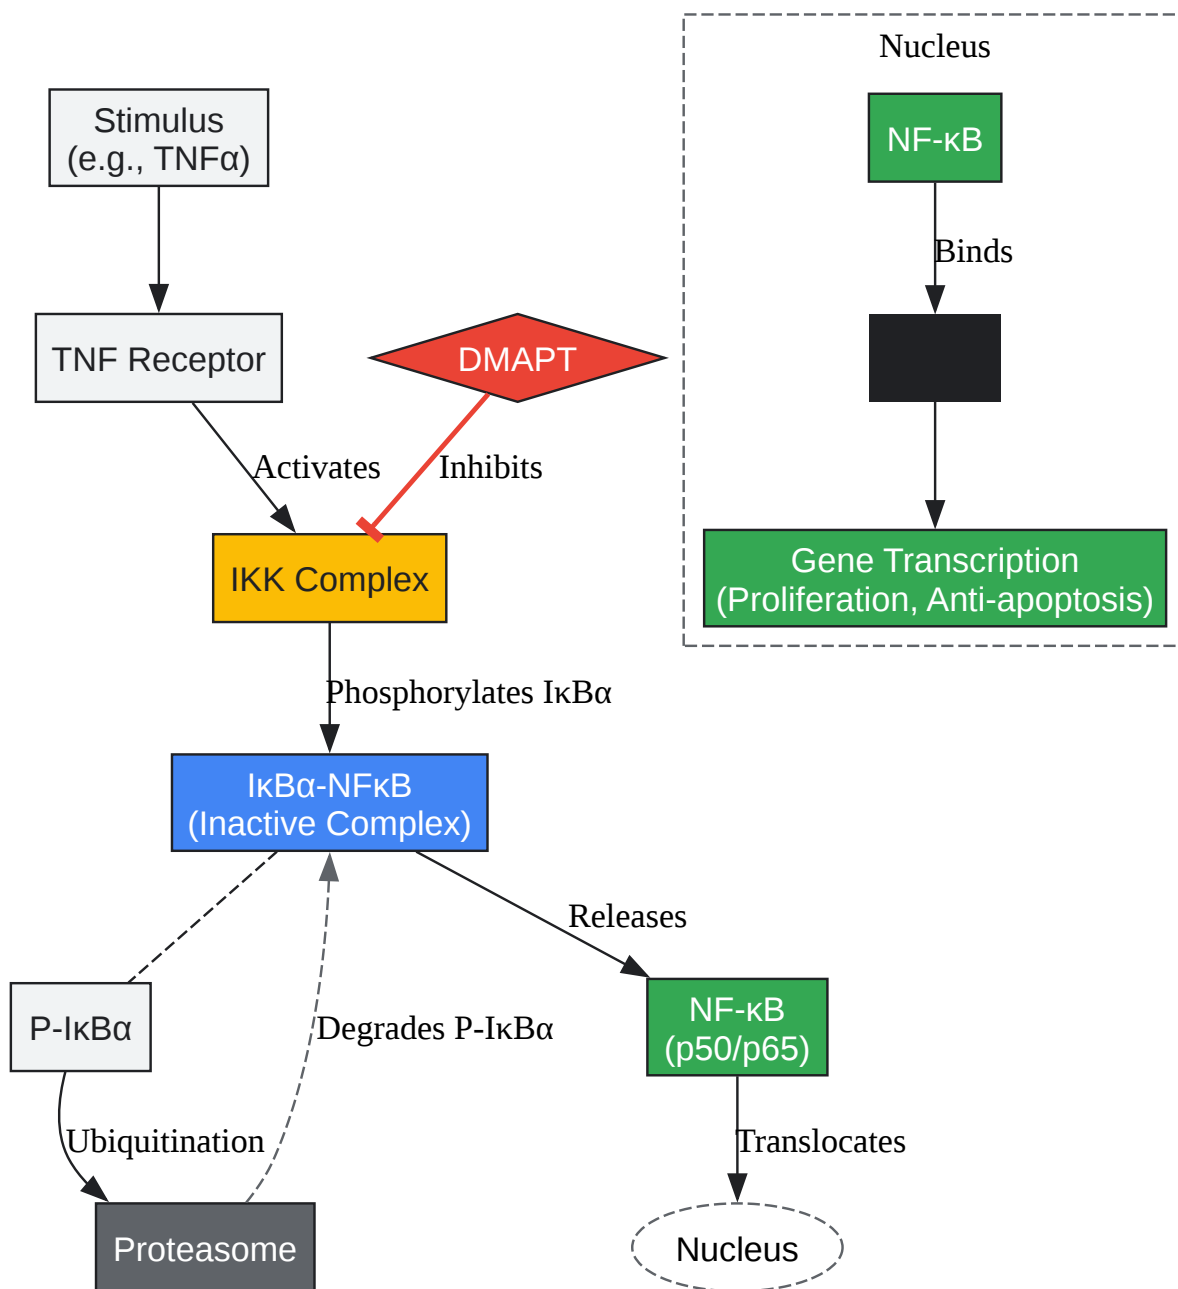 Nucleus
Stimulus
(e.g., TNFα)
NF-κB
Binds
TNF Receptor
DMAPT
Activates
Inhibits
IKK Complex
Gene Transcription
(Proliferation, Anti-apoptosis)
Phosphorylates IκBα
IκBα-NFκB
(Inactive Complex)
Releases
P-IκBα
Degrades P-IκBα
NF-κB
(p50/p65)
Ubiquitination
Translocates
Proteasome
Nucleus